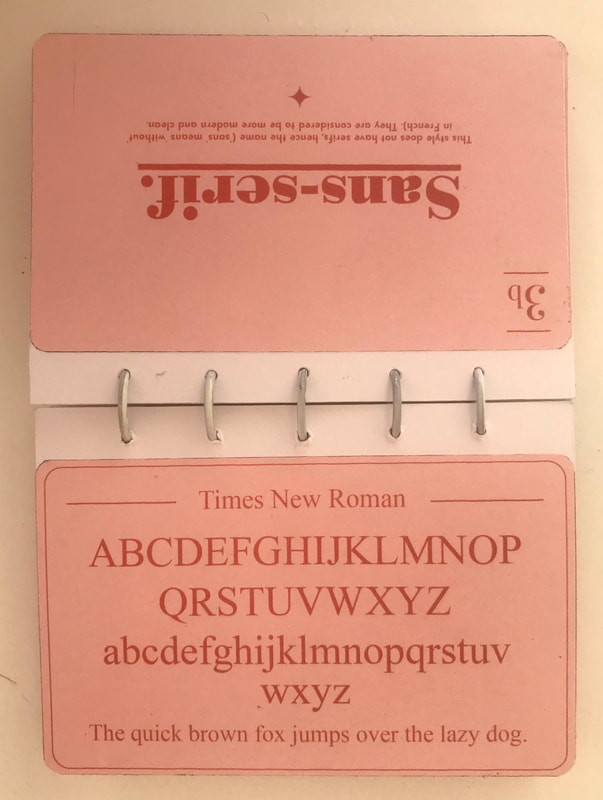 3b
Sans-serif.
This style does not have serifs, hence the name ('sans' means 'without'
in French). They are considered to be more modern and clean.
Times New Roman
ABCDEFGHIJKLMNOP
QRSTUVWXYZ
abcdefghijklmnopqrstuv
wxyz
The quick brown fox jumps over the lazy dog.